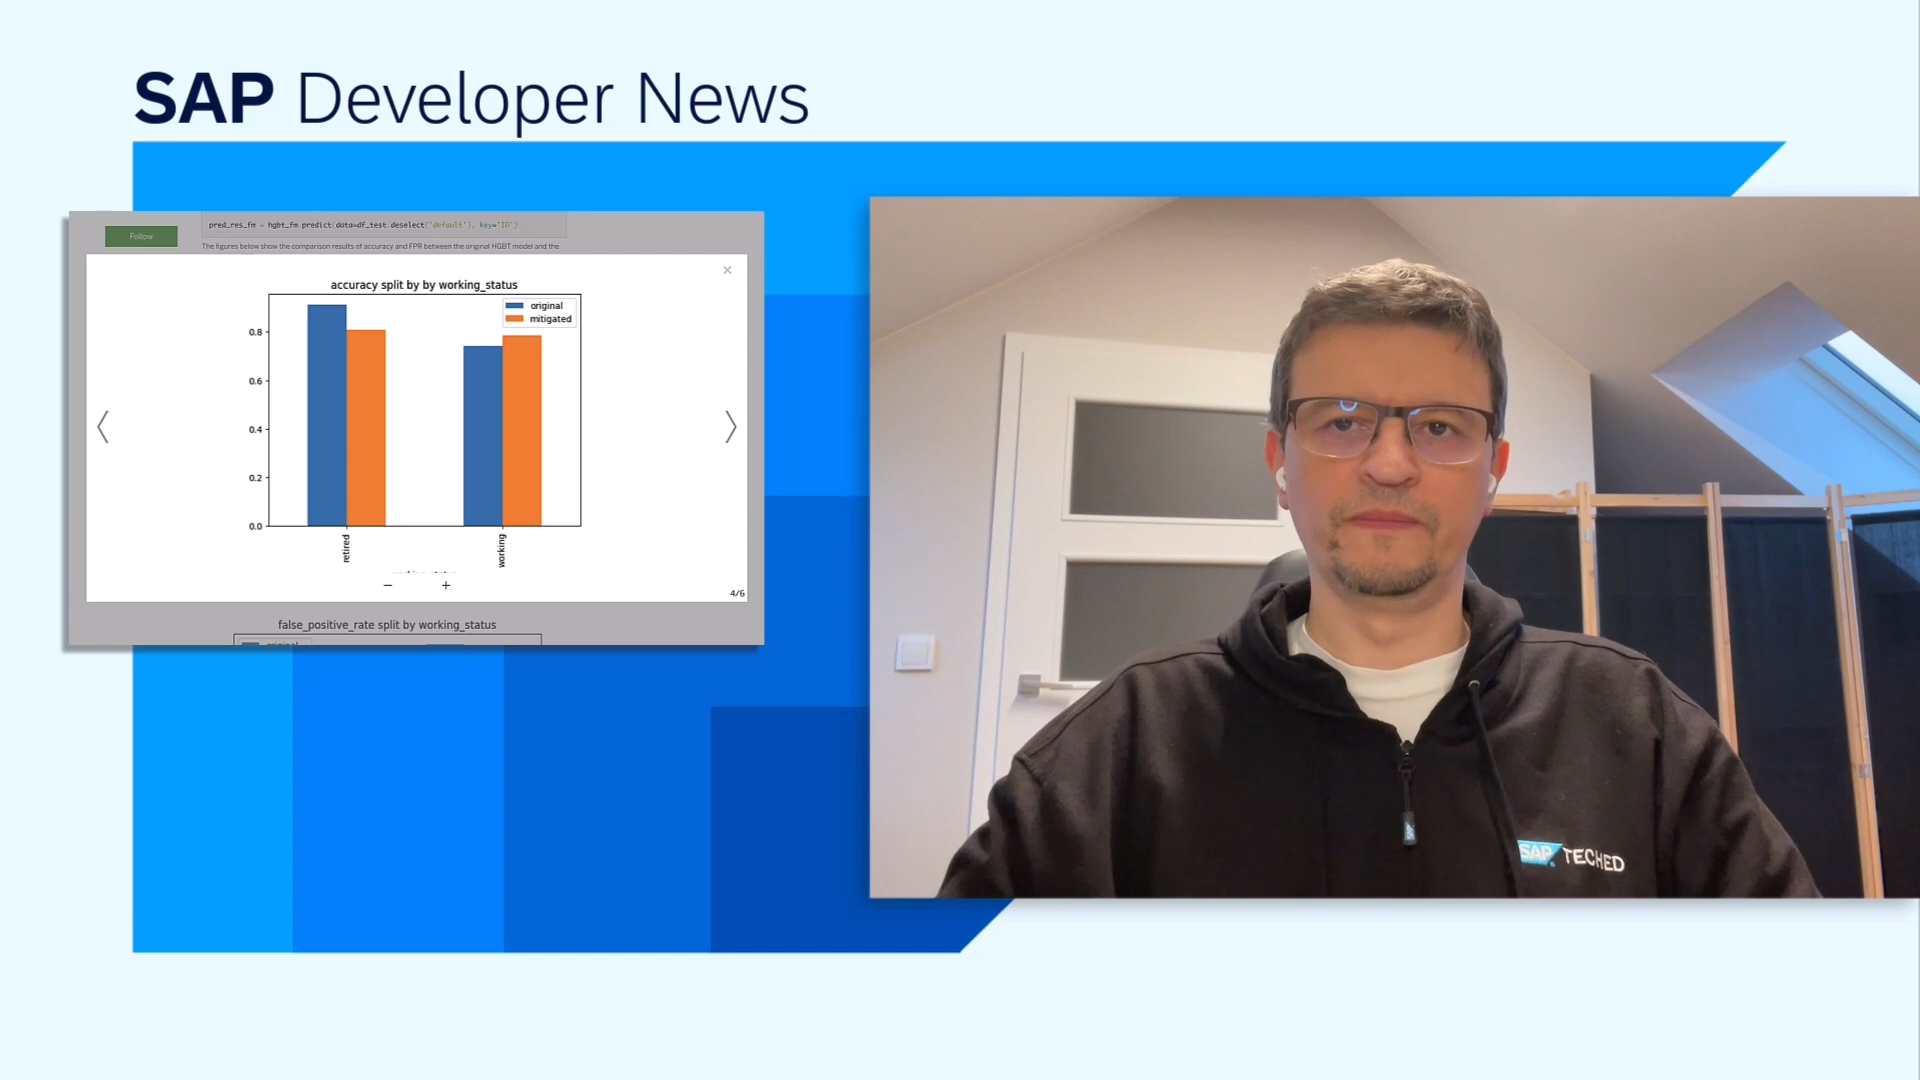 SAP Developer News
pred_res_fm = hgbt_fm.predict(data=df_test.deselect("default"), key='ID')
Follow
The figures below show the comparison results of accuracy and FPR between the original HGBT model and the
×
accuracy split by by working_status
original
mitigated
0.8
0.6
0.4
0.2
0.0
retired
working
− +
4/6
false_positive_rate split by working_status
original
SAP TECHED